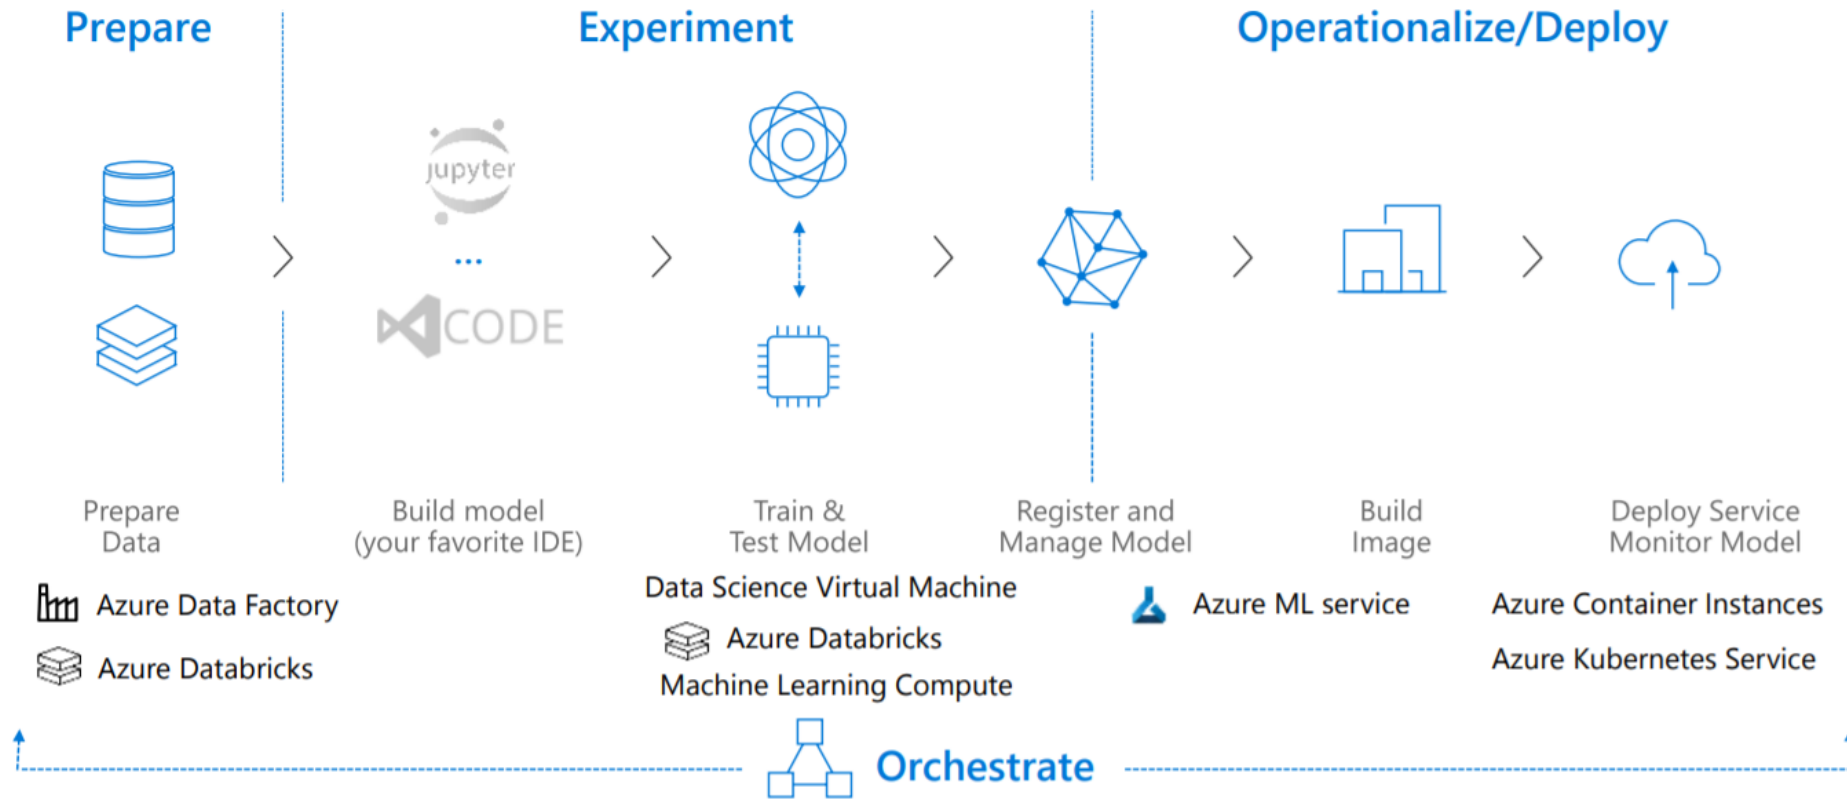 Prepare
Experiment
Operationalize/Deploy
jupyter
...
CODE
Prepare
Data
Build model
(your favorite IDE)
Train &
Test Model
Register and
Manage Model
Build
Image
Deploy Service
Monitor Model
Azure Data Factory
Azure Databricks
Data Science Virtual Machine
Azure Databricks
Machine Learning Compute
Azure ML service
Azure Container Instances
Azure Kubernetes Service
Orchestrate